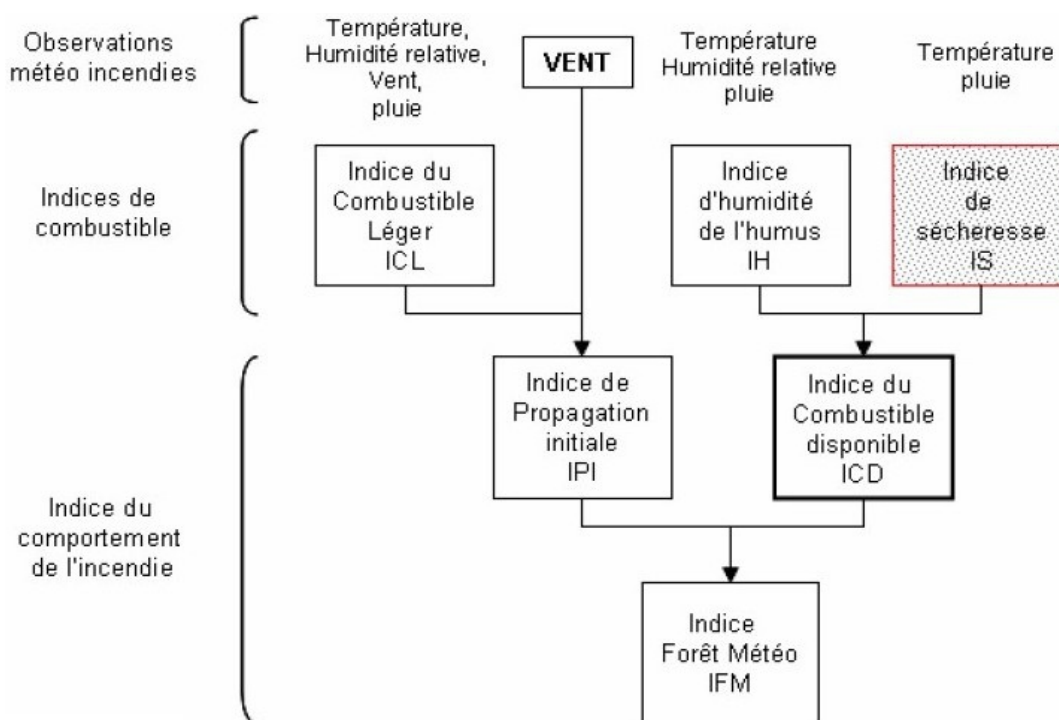 Observations
météo incendies
Température,
Humidité relative,
Vent,
pluie
VENT
Température
Humidité relative
pluie
Température
pluie
Indices de
combustible
Indice du
Combustible
Léger
ICL
Indice
d'humidité
de l'humus
IH
Indice
de
sécheresse
IS
Indice du
comportement
de l'incendie
Indice de
Propagation
initiale
IPI
Indice du
Combustible
disponible
ICD
Indice
Forêt Météo
IFM